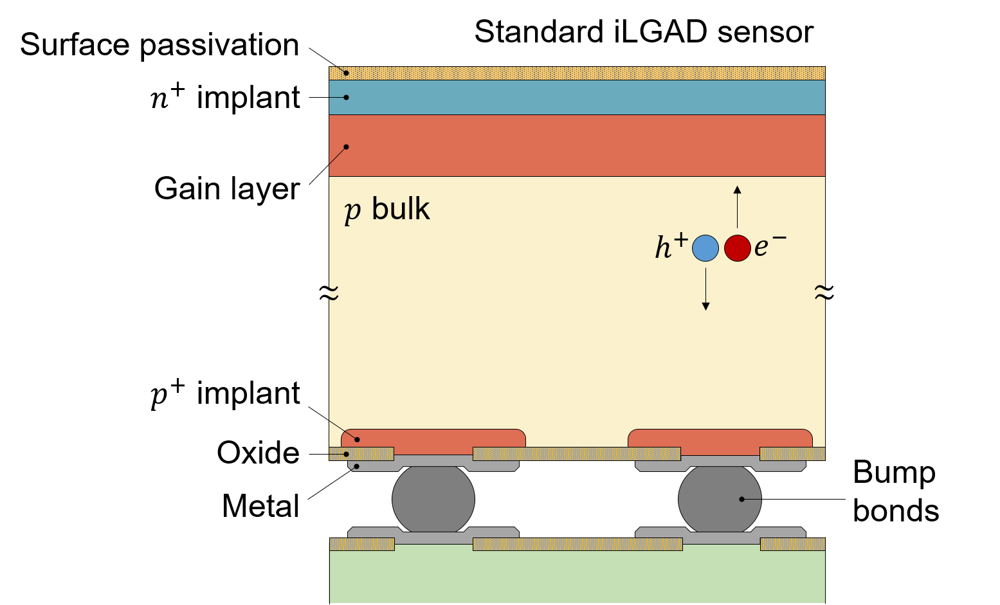 Standard iLGAD sensor
Surface passivation
n⁺ implant
Gain layer
p bulk
h⁺ e⁻
≈ ≈
p⁺ implant
Oxide
Metal
Bump
bonds